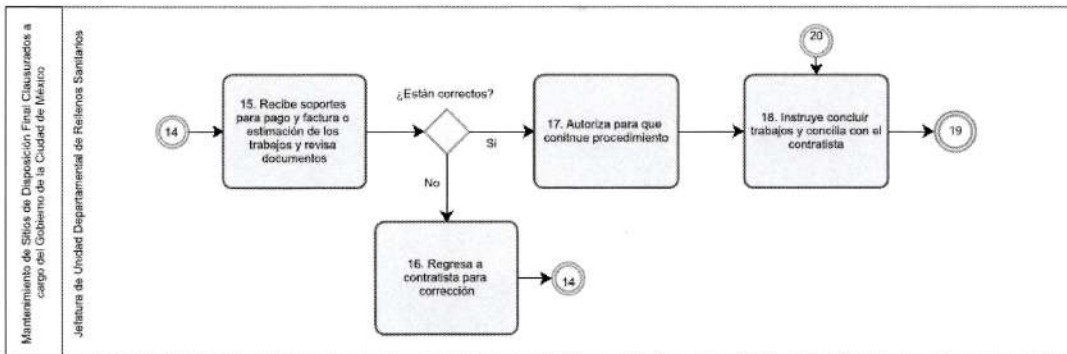 Mantenimiento de Sitios de Disposición Final Clausurados a
cargo del Gobierno de la Ciudad de México
Jefatura de Unidad Departamental de Rellenos Sanitarios
14
15. Recibe soportes
para pago y factura o
estimación de los
trabajos y revisa
documentos
¿Están correctos?
Sí
No
16. Regresa a
contratista para
corrección
14
17. Autoriza para que
conitnue procedimiento
20
18. Instruye concluir
trabajos y concilia con el
contratista
19